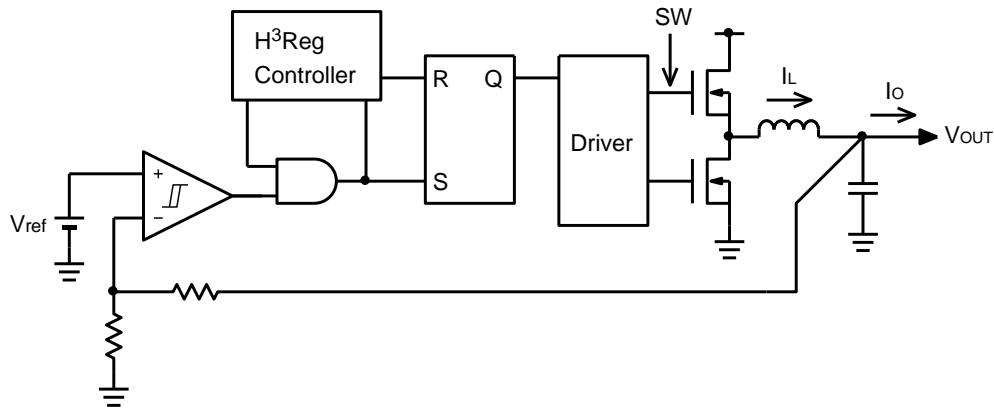 SW
H³Reg
Controller
R
Q
S
Driver
IL
IO
VOUT
+
−
Vref